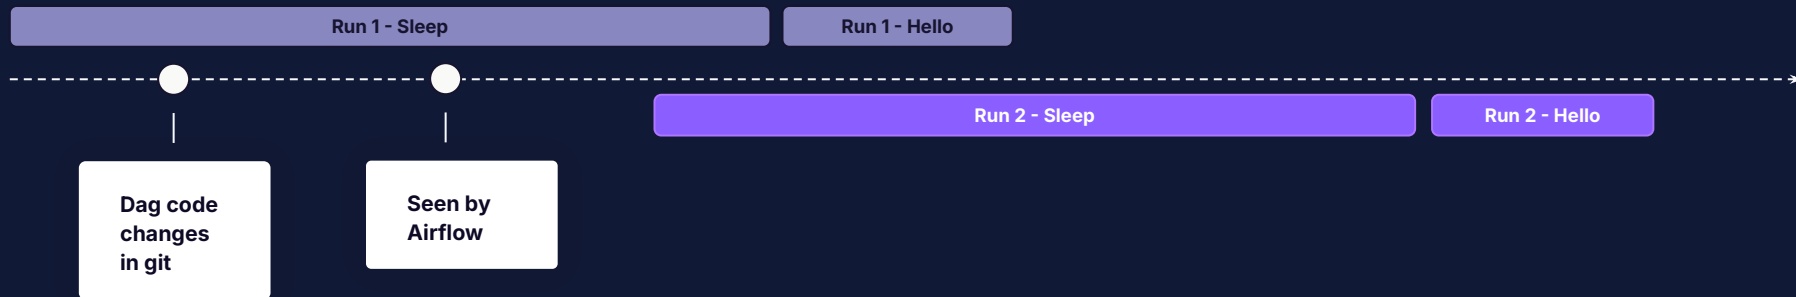 Run 1 - Sleep
Run 1 - Hello
Run 2 - Sleep
Run 2 - Hello
Dag code
changes
in git
Seen by
Airflow